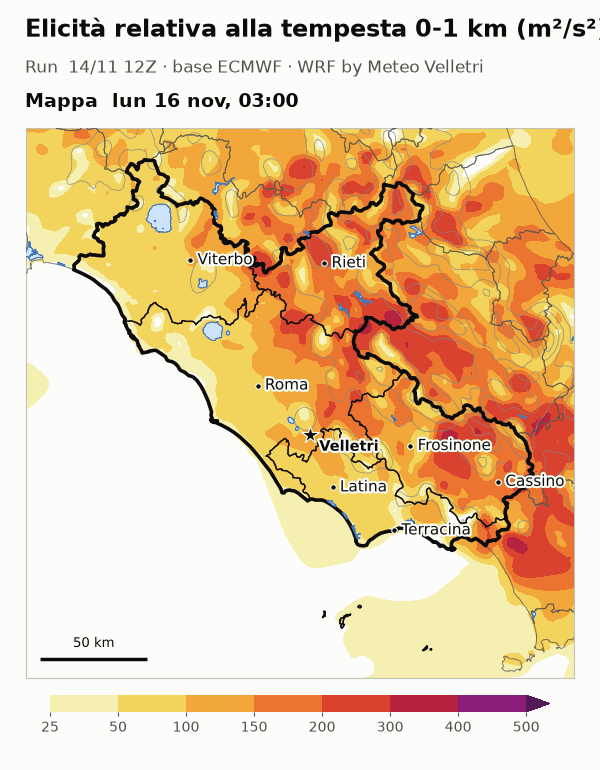 Elicità relativa alla tempesta 0-1 km (m²/s²)
Run  14/11 12Z · base ECMWF · WRF by Meteo Velletri
Mappa  lun 16 nov, 03:00
Viterbo
Rieti
Roma
Velletri
Frosinone
Latina
Cassino
Terracina
50 km
25 50 100 150 200 300 400 500